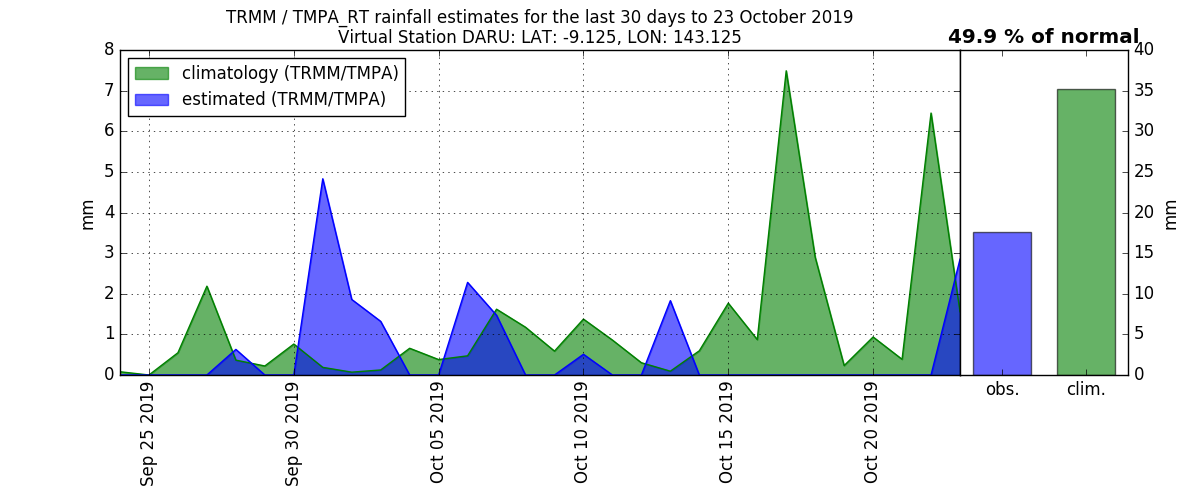 TRMM / TMPA_RT rainfall estimates for the last 30 days to 23 October 2019
Virtual Station DARU: LAT: -9.125, LON: 143.125
49.9 % of normal
climatology (TRMM/TMPA)
estimated (TRMM/TMPA)
8
7
6
5
4
3
2
1
0
mm
Sep 25 2019
Sep 30 2019
Oct 05 2019
Oct 10 2019
Oct 15 2019
Oct 20 2019
obs.
clim.
40
35
30
25
20
15
10
5
0
mm